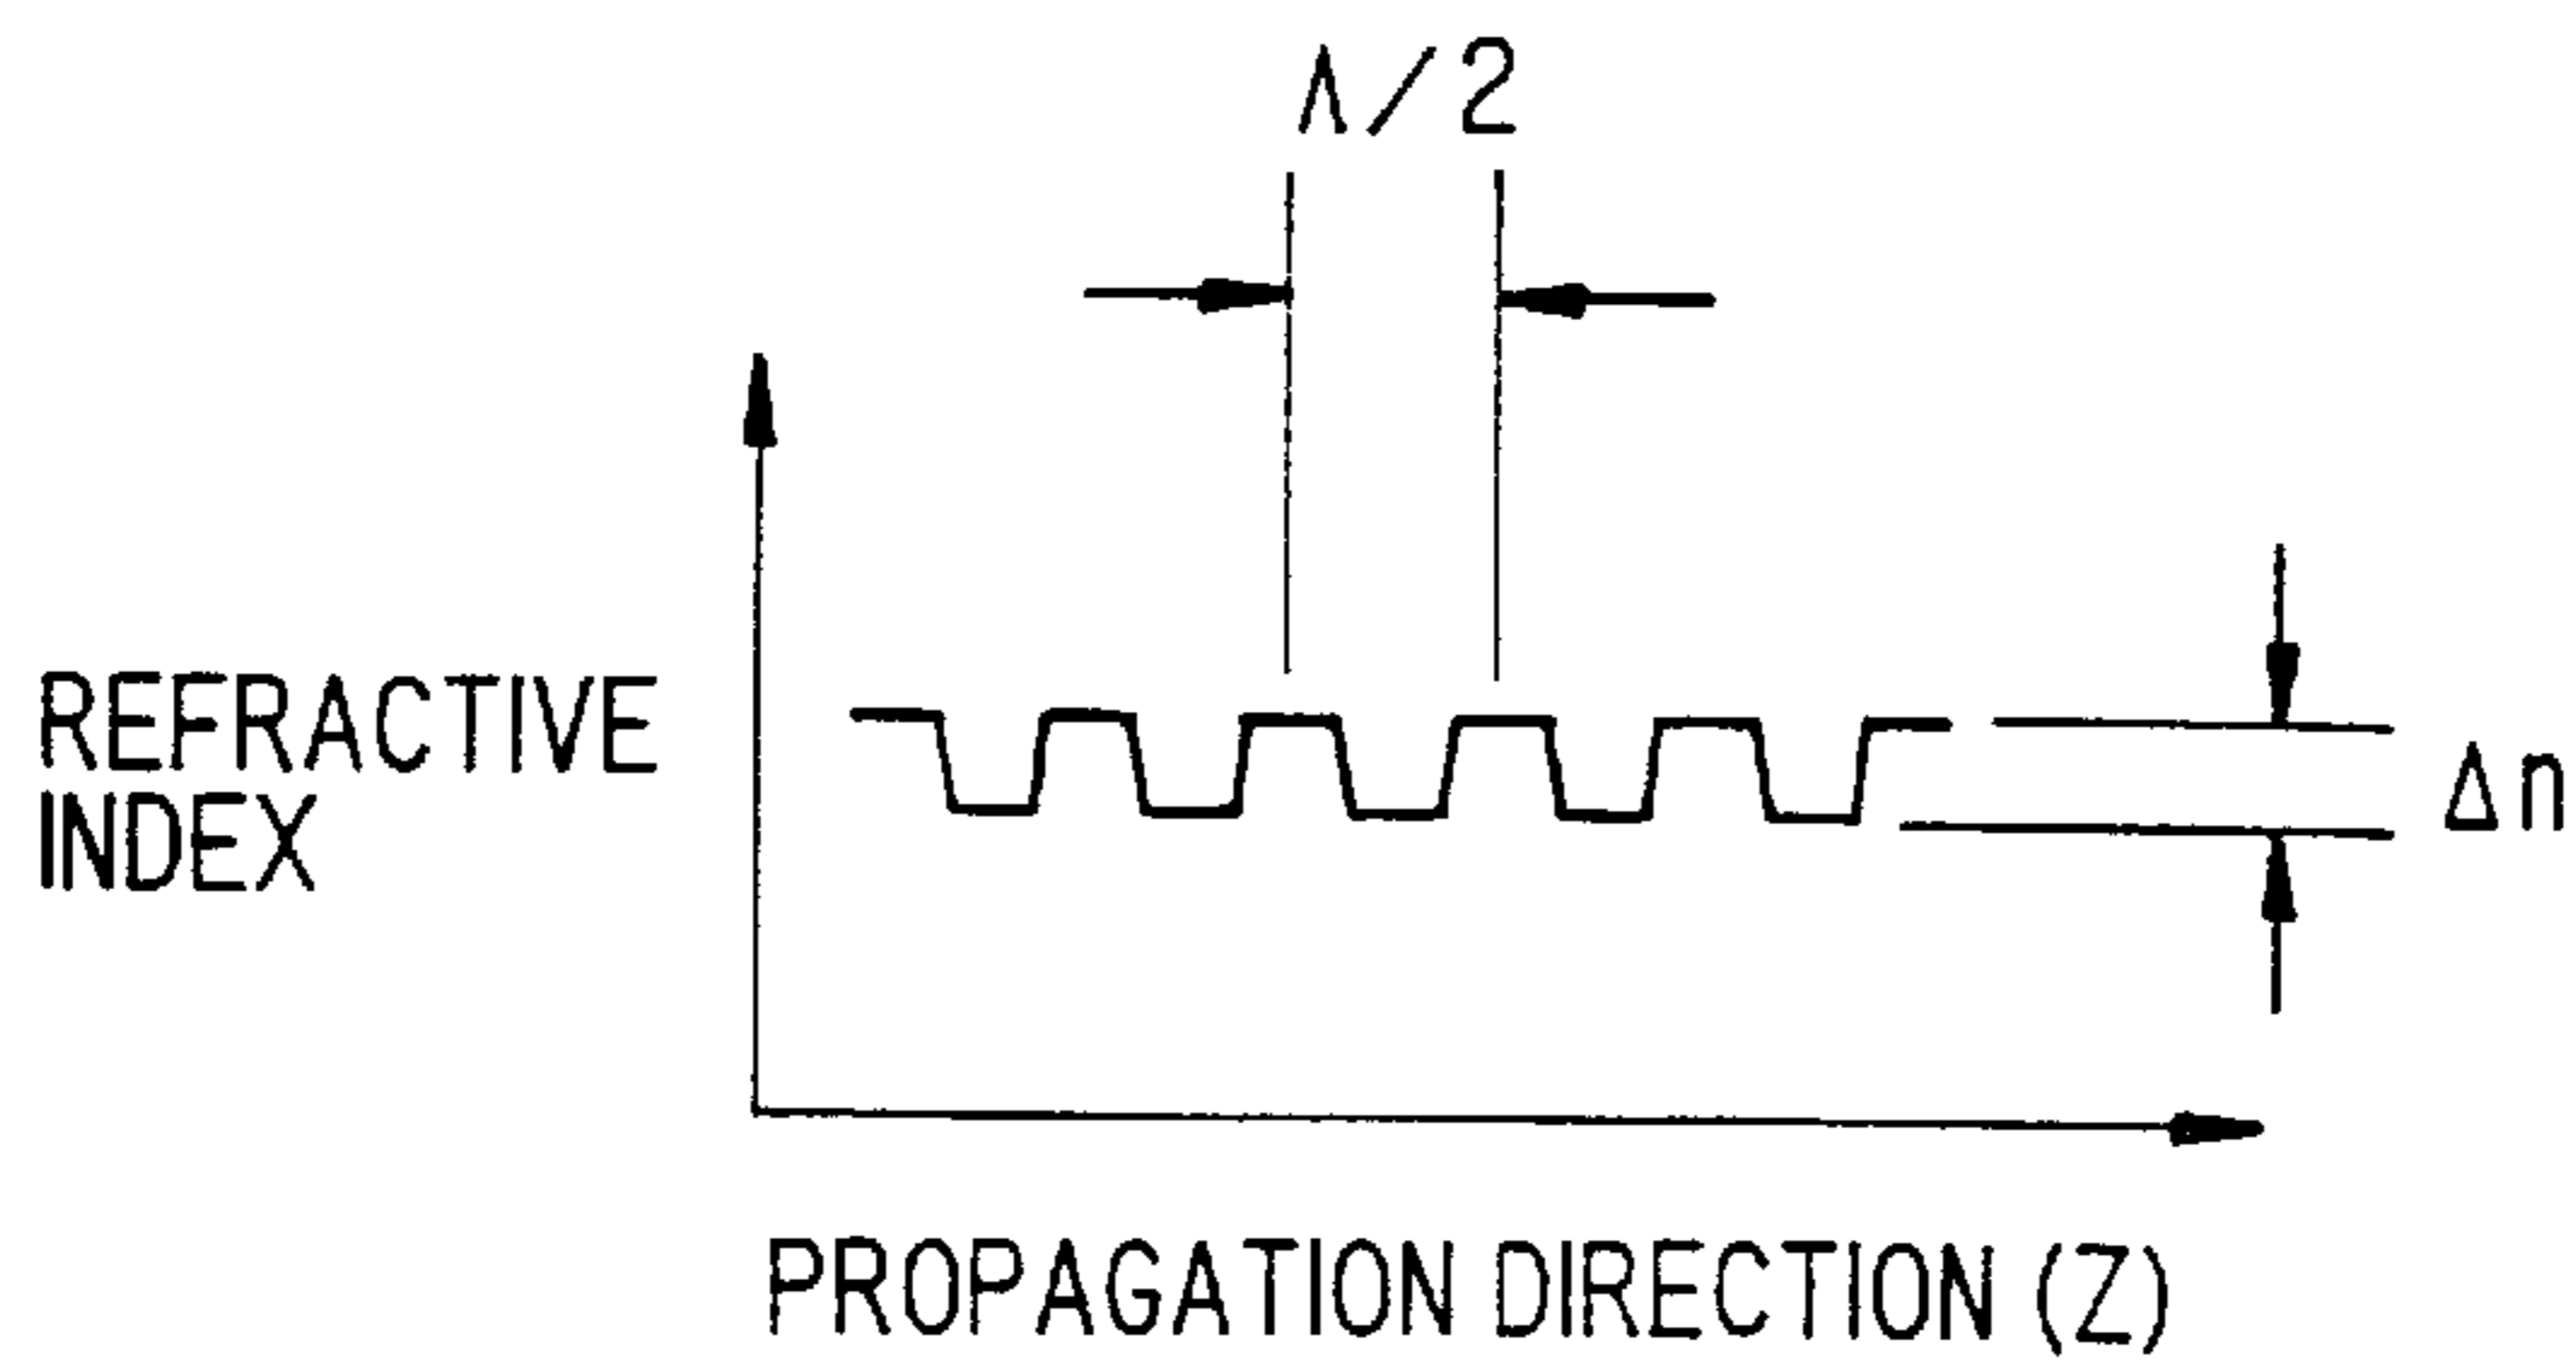 Λ/2
REFRACTIVE
INDEX
Δn
PROPAGATION DIRECTION (Z)